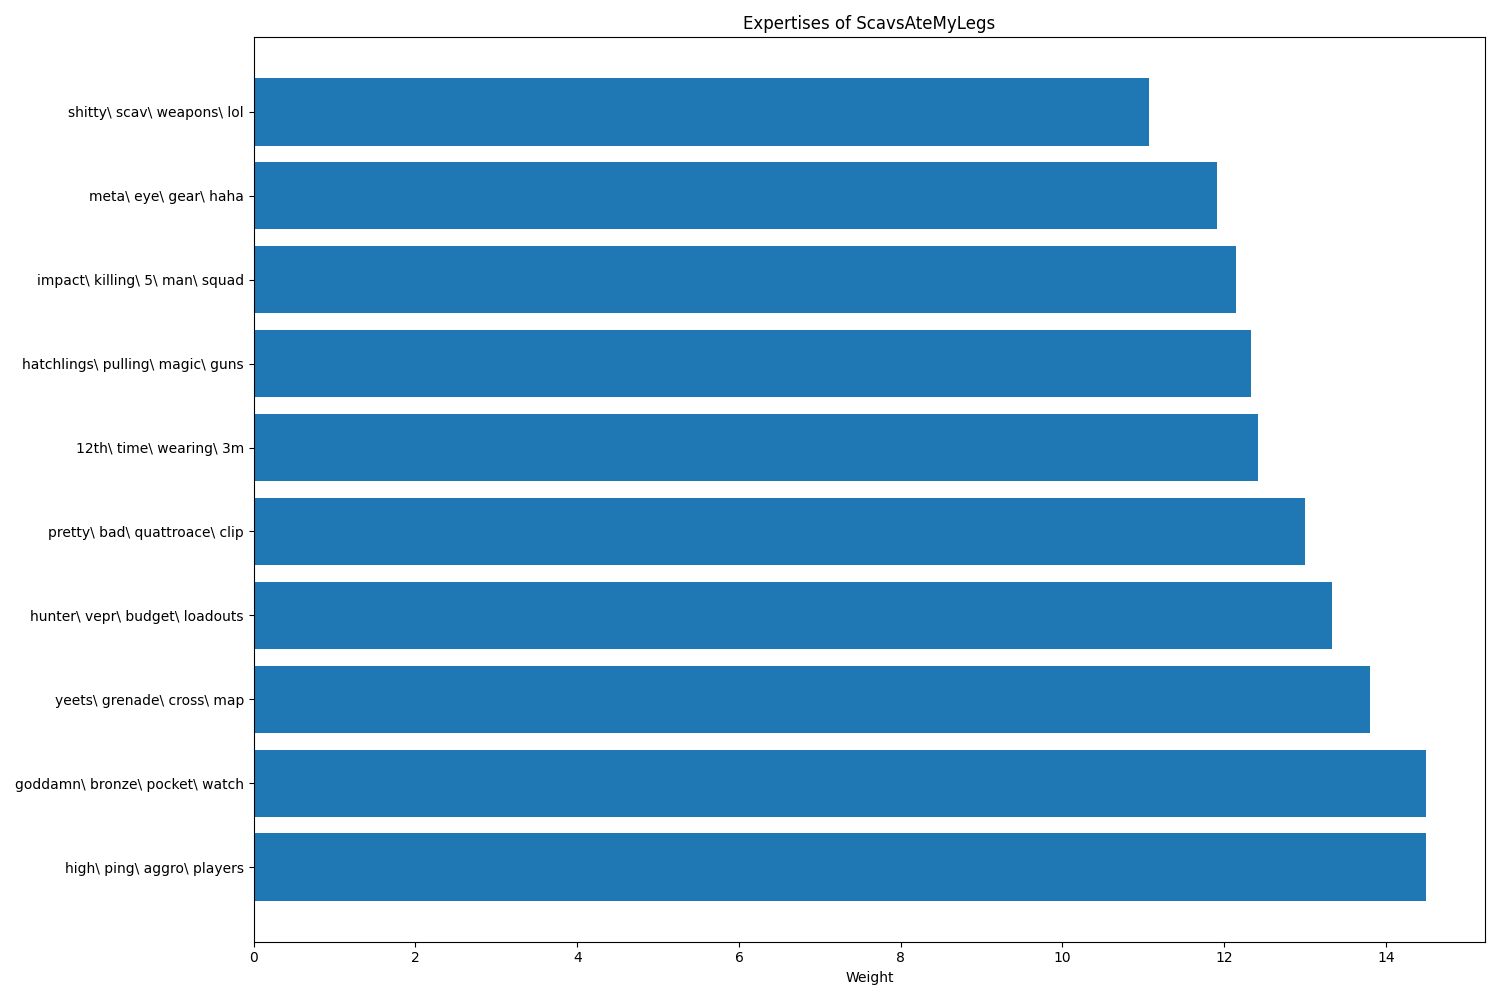 Expertises of ScavsAteMyLegs
shitty\ scav\ weapons\ lol
meta\ eye\ gear\ haha
impact\ killing\ 5\ man\ squad
hatchlings\ pulling\ magic\ guns
12th\ time\ wearing\ 3m
pretty\ bad\ quattroace\ clip
hunter\ vepr\ budget\ loadouts
yeets\ grenade\ cross\ map
goddamn\ bronze\ pocket\ watch
high\ ping\ aggro\ players
0 2 4 6 8 10 12 14
Weight